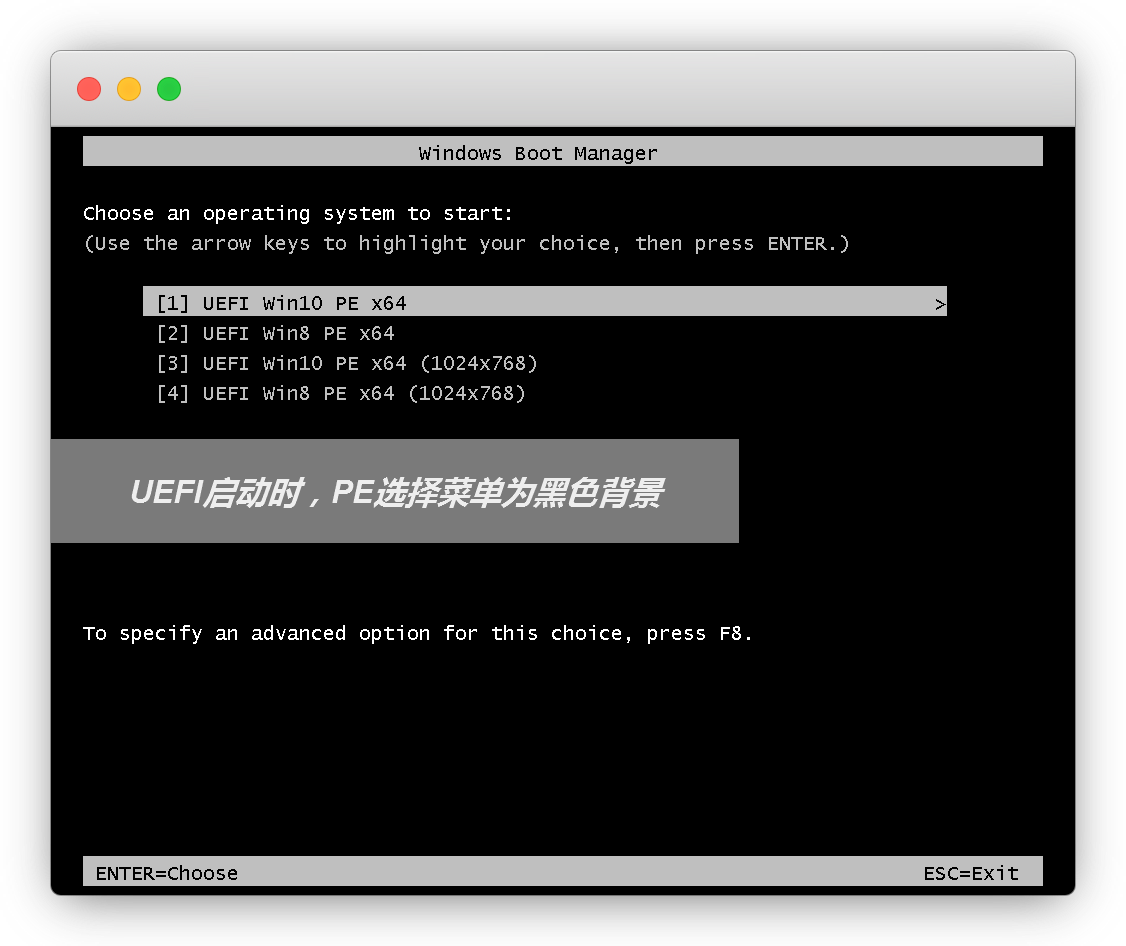 Windows Boot Manager
Choose an operating system to start:
(Use the arrow keys to highlight your choice, then press ENTER.)
[1] UEFI Win10 PE x64 >
[2] UEFI Win8 PE x64
[3] UEFI Win10 PE x64 (1024x768)
[4] UEFI Win8 PE x64 (1024x768)
UEFI启动时，PE选择菜单为黑色背景
To specify an advanced option for this choice, press F8.
ENTER=Choose ESC=Exit